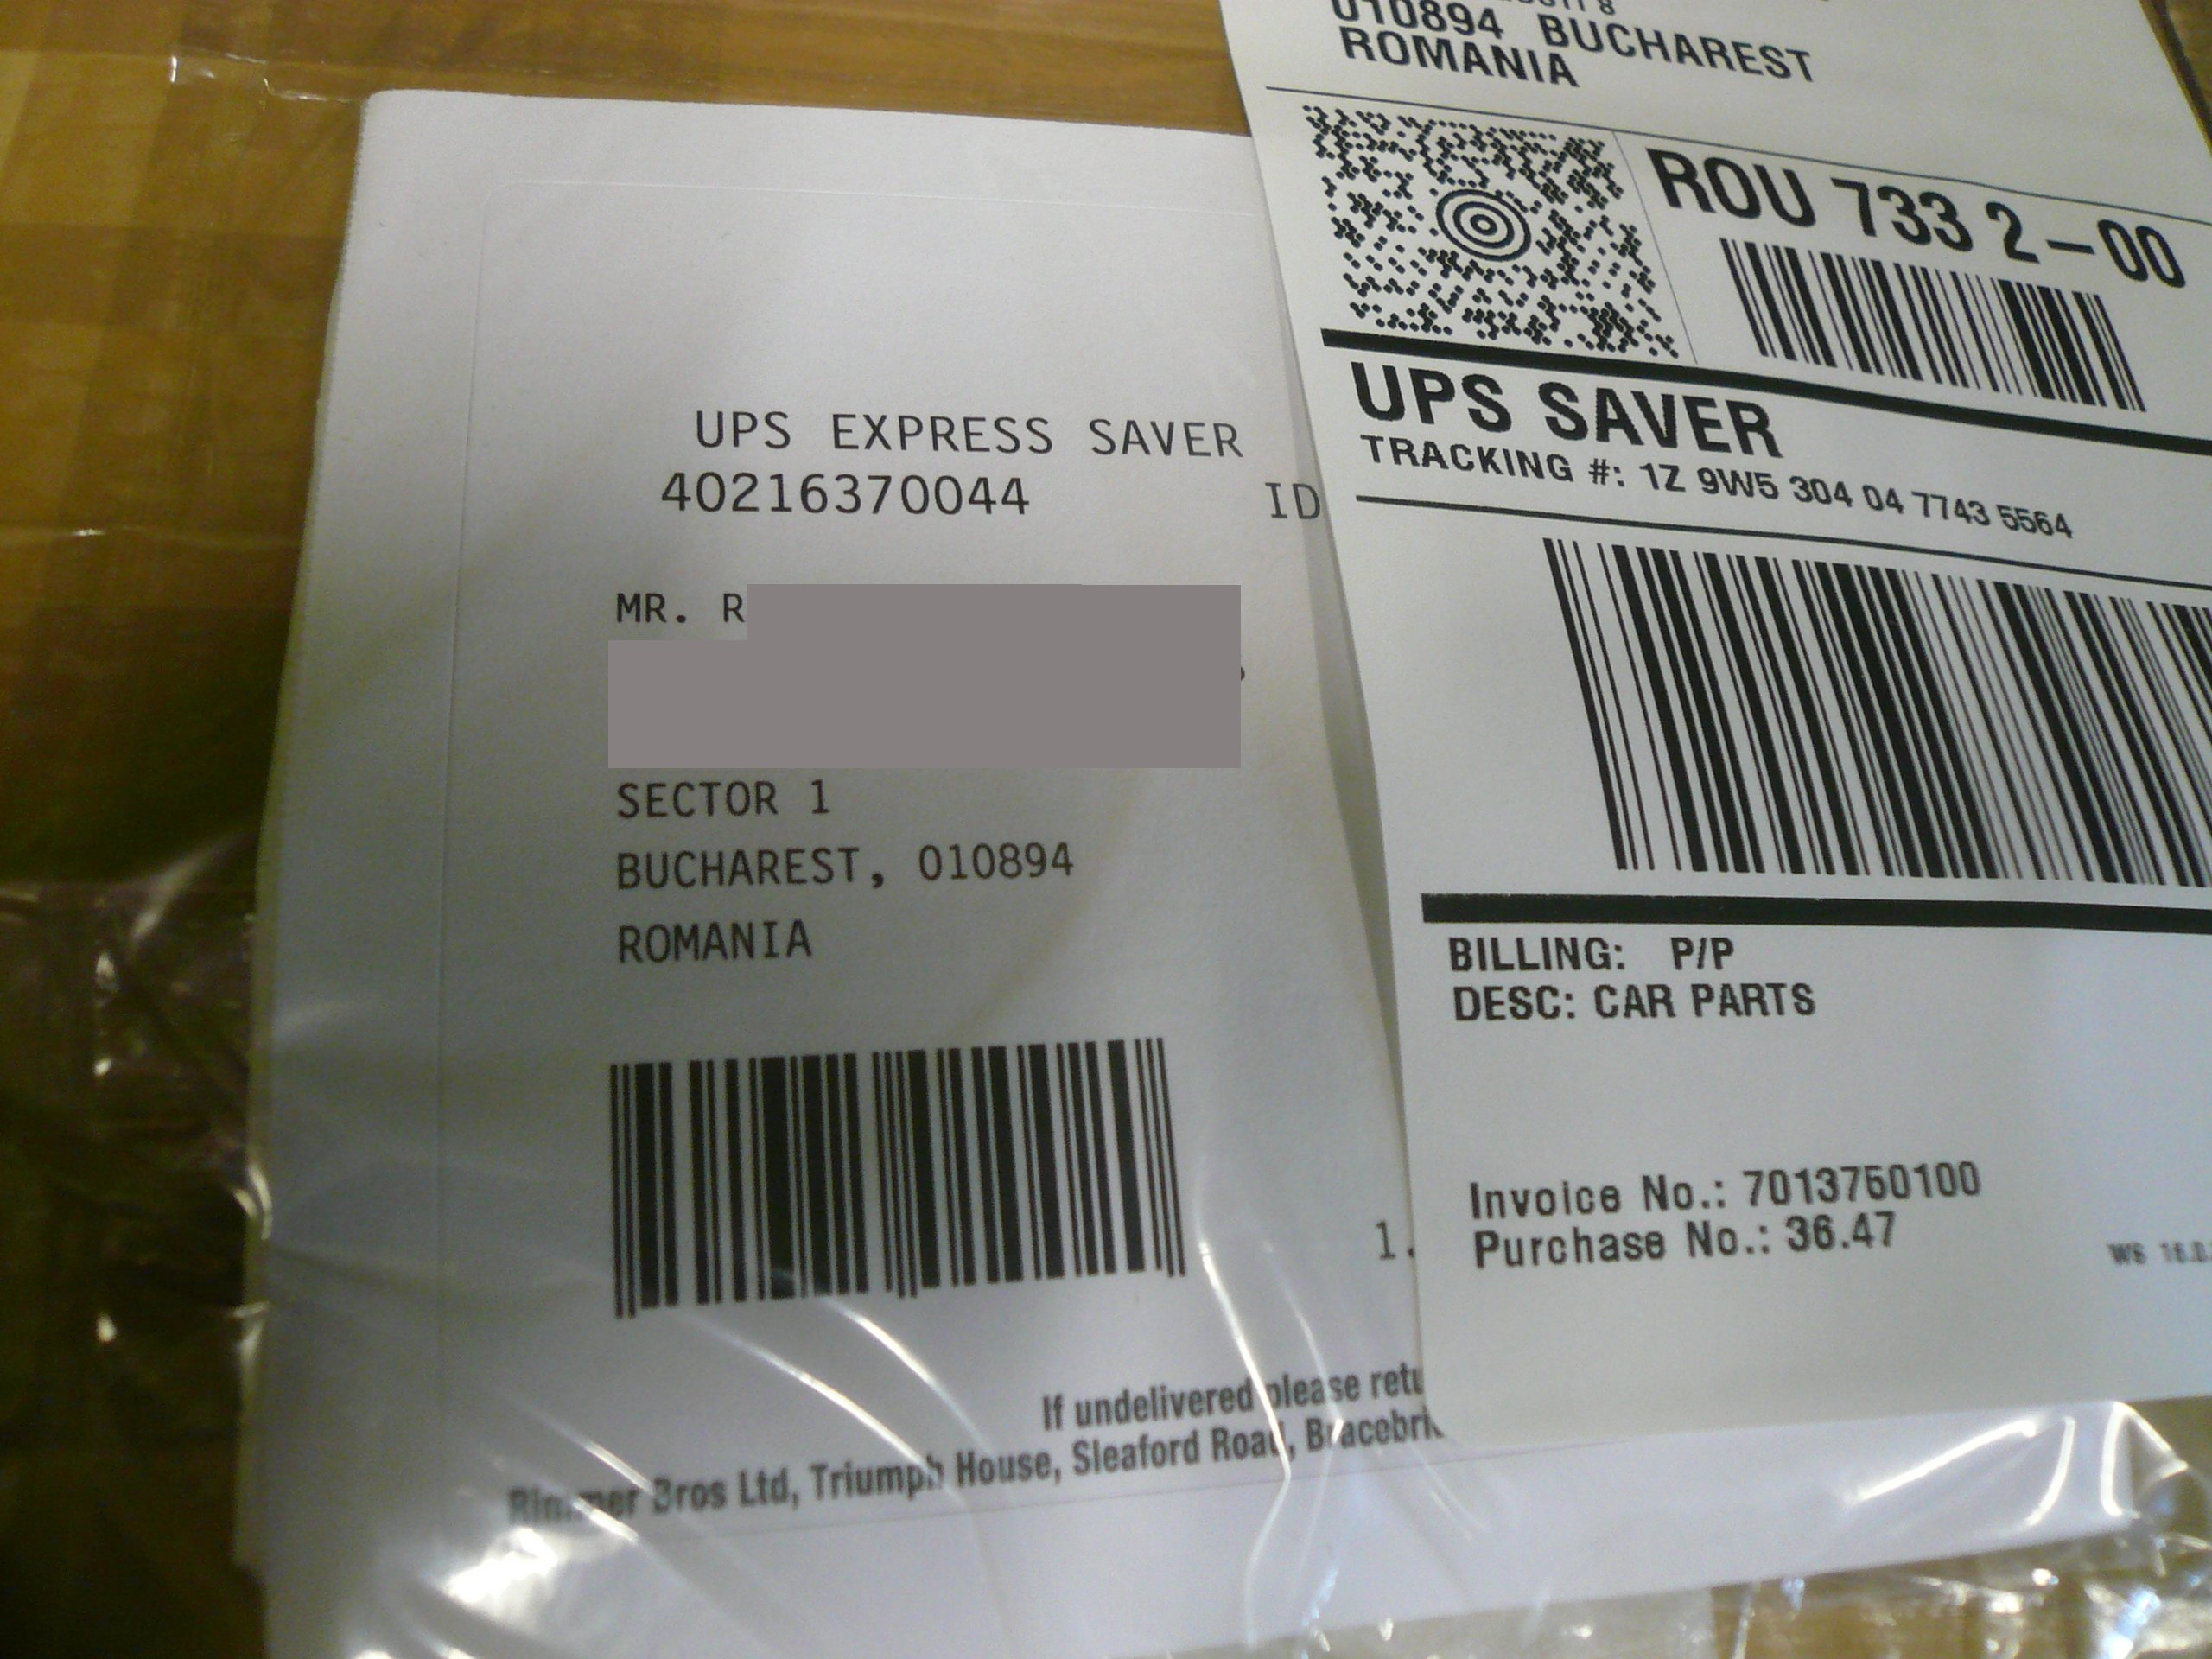 UPS EXPRESS SAVER
40216370044
ID
MR. R
SECTOR 1
BUCHAREST, 010894
ROMANIA
1.
If undelivered please retu
Rimmer Bros Ltd, Triumph House, Sleaford Road, Bracebri
010894 BUCHAREST
ROMANIA
ROU 733 2-00
UPS SAVER
TRACKING #: 1Z 9W5 304 04 7743 5564
BILLING: P/P
DESC: CAR PARTS
Invoice No.: 7013750100
Purchase No.: 36.47